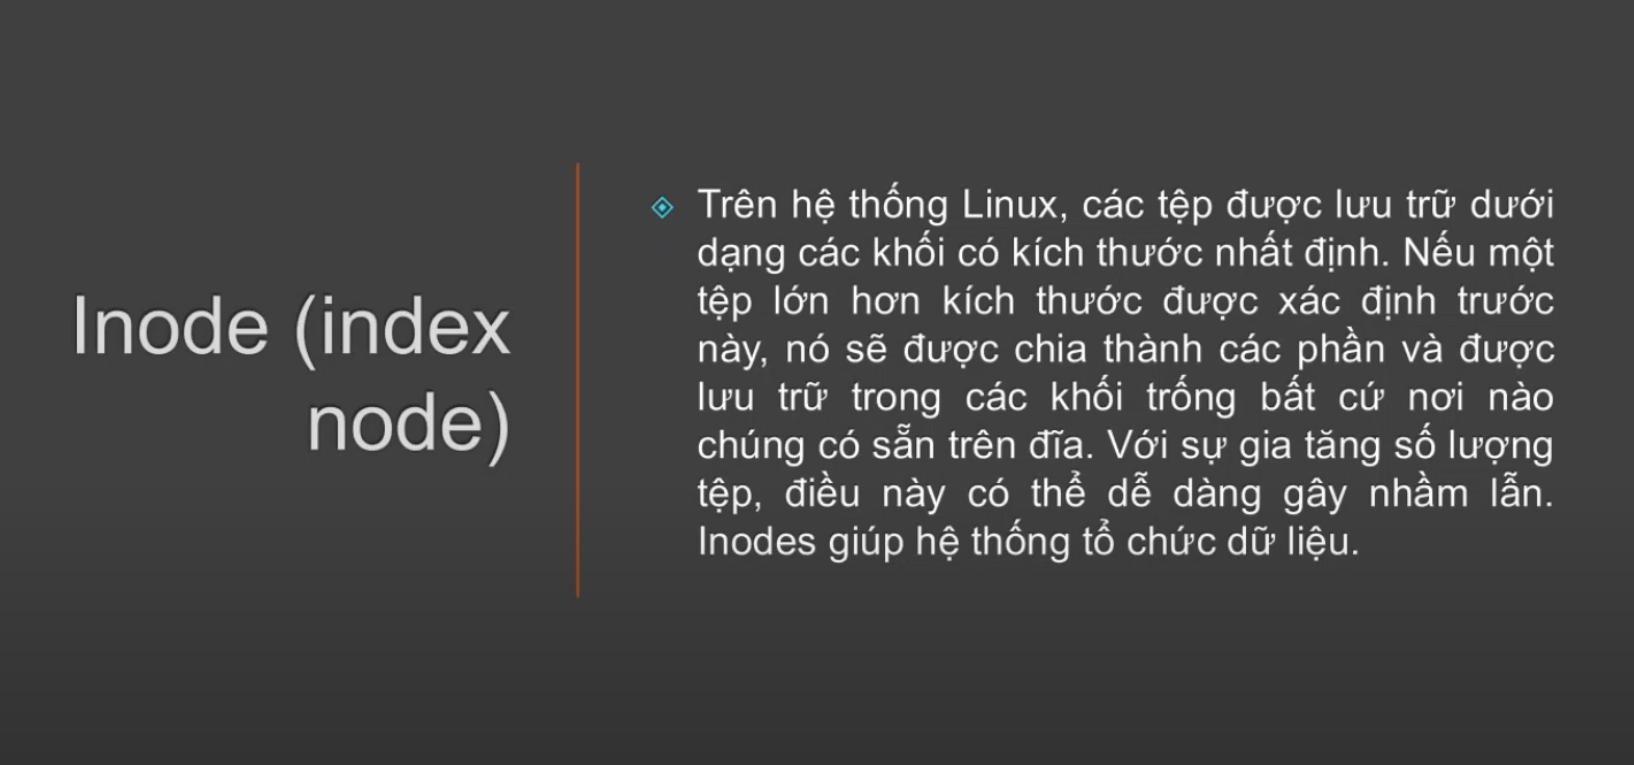 Inode (index
node)
Trên hệ thống Linux, các tệp được lưu trữ dưới
dạng các khối có kích thước nhất định. Nếu một
tệp lớn hơn kích thước được xác định trước
này, nó sẽ được chia thành các phần và được
lưu trữ trong các khối trống bất cứ nơi nào
chúng có sẵn trên đĩa. Với sự gia tăng số lượng
tệp, điều này có thể dễ dàng gây nhầm lẫn.
Inodes giúp hệ thống tổ chức dữ liệu.